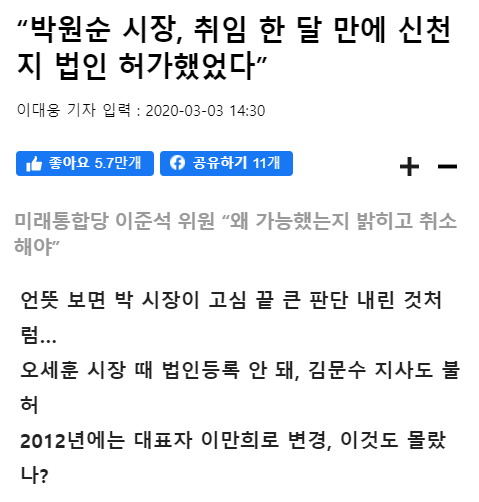 “박원순 시장, 취임 한 달 만에 신천
지 법인 허가했었다”
이대웅 기자 입력 : 2020-03-03 14:30
좋아요 5.7만개 공유하기 11개
미래통합당 이준석 위원 “왜 가능했는지 밝히고 취소
해야”
언뜻 보면 박 시장이 고심 끝 큰 판단 내린 것처
럼…
오세훈 시장 때 법인등록 안 돼, 김문수 지사도 불
허
2012년에는 대표자 이만희로 변경, 이것도 몰랐
나?